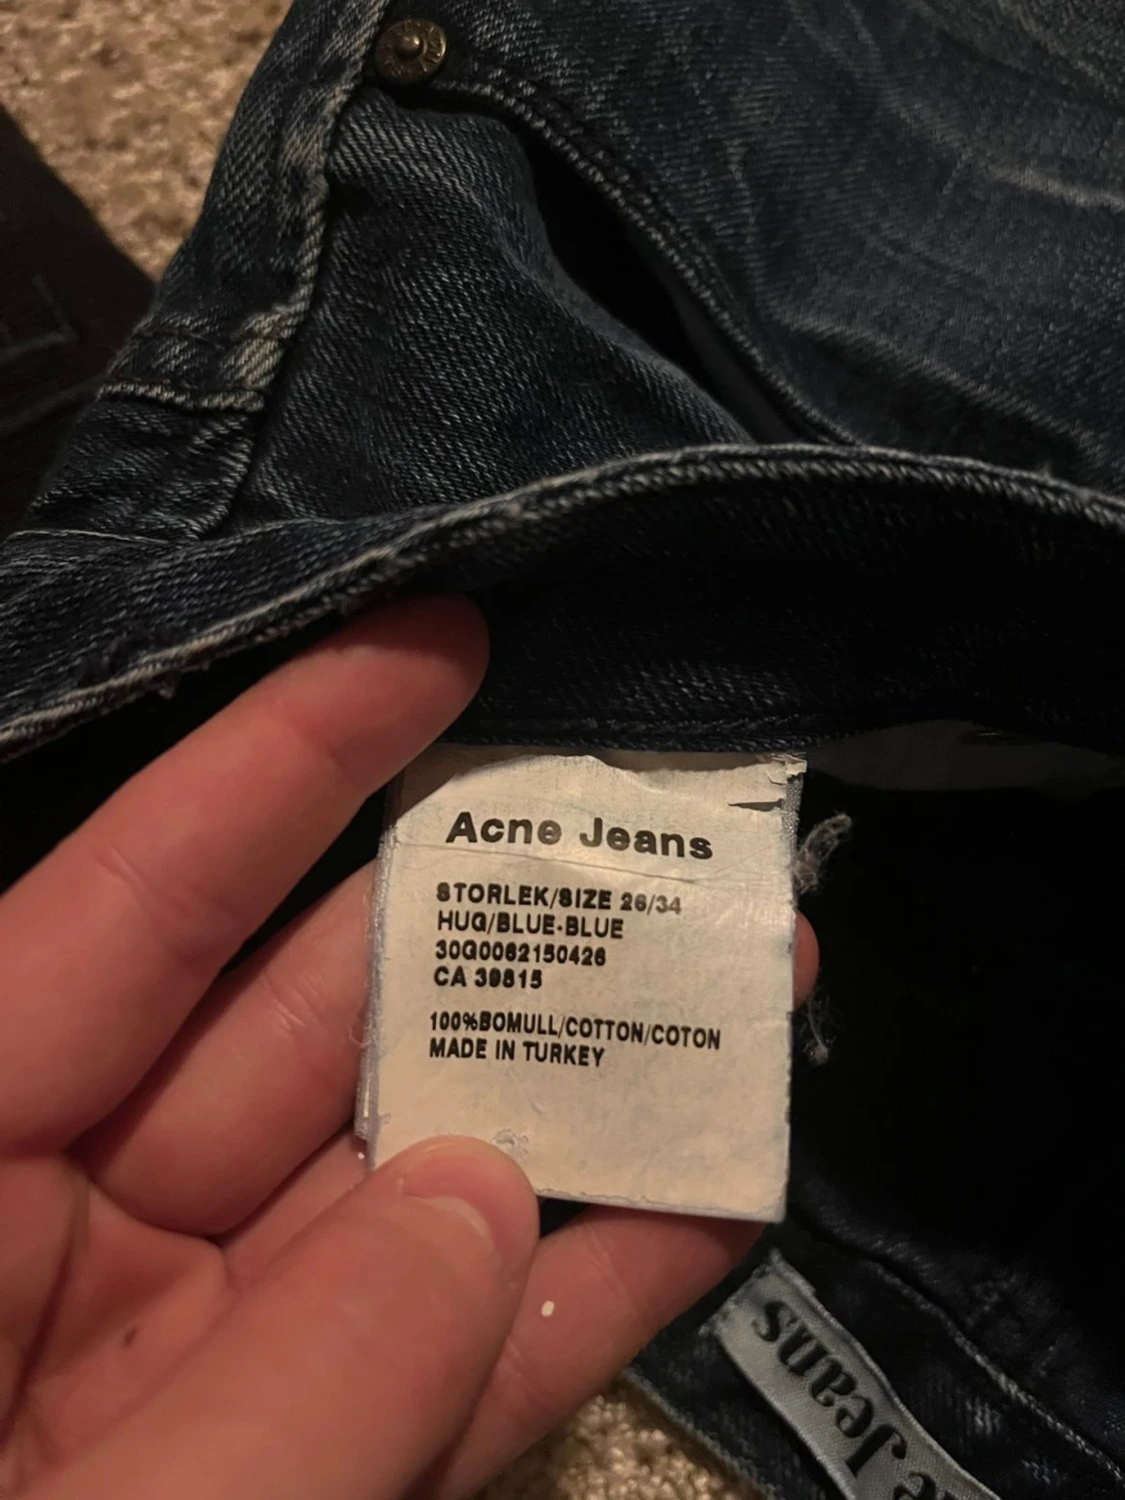 Acne Jeans
STORLEK/SIZE 26/34
HUG/BLUE-BLUE
30G0062150426
CA 39815
100%BOMULL/COTTON/COTON
MADE IN TURKEY
Jeans